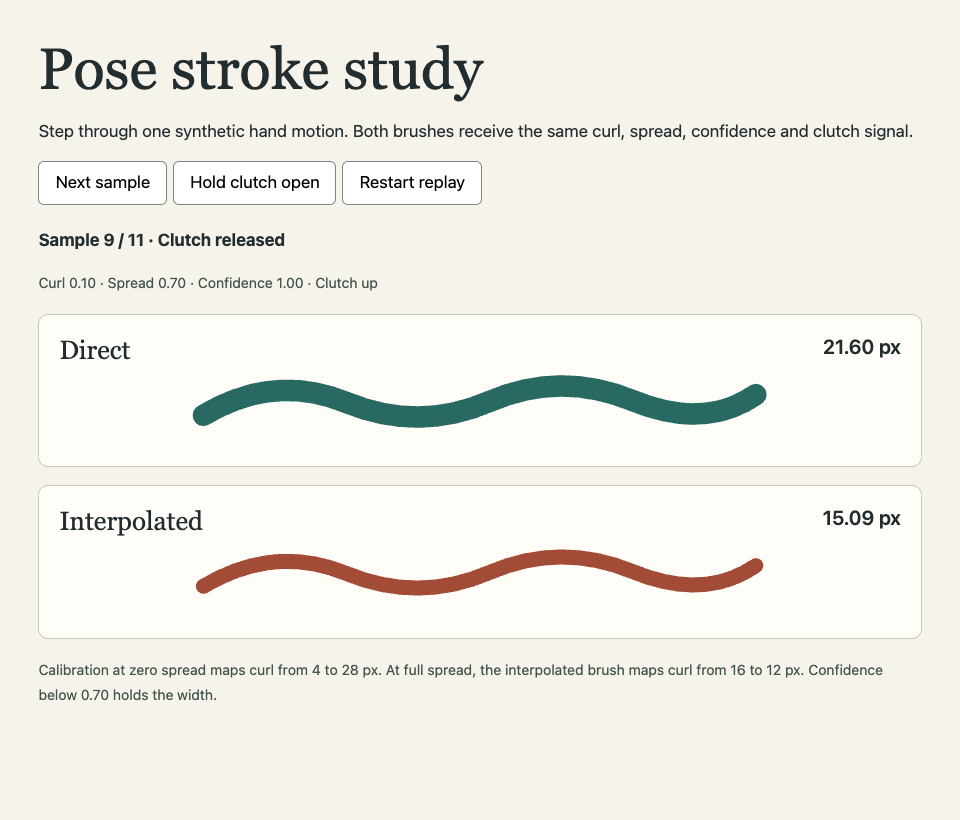 Pose stroke study
Step through one synthetic hand motion. Both brushes receive the same curl, spread, confidence and clutch signal.
Next sample
Hold clutch open
Restart replay
Sample 9 / 11 · Clutch released
Curl 0.10 · Spread 0.70 · Confidence 1.00 · Clutch up
Direct
21.60 px
Interpolated
15.09 px
Calibration at zero spread maps curl from 4 to 28 px. At full spread, the interpolated brush maps curl from 16 to 12 px. Confidence
below 0.70 holds the width.